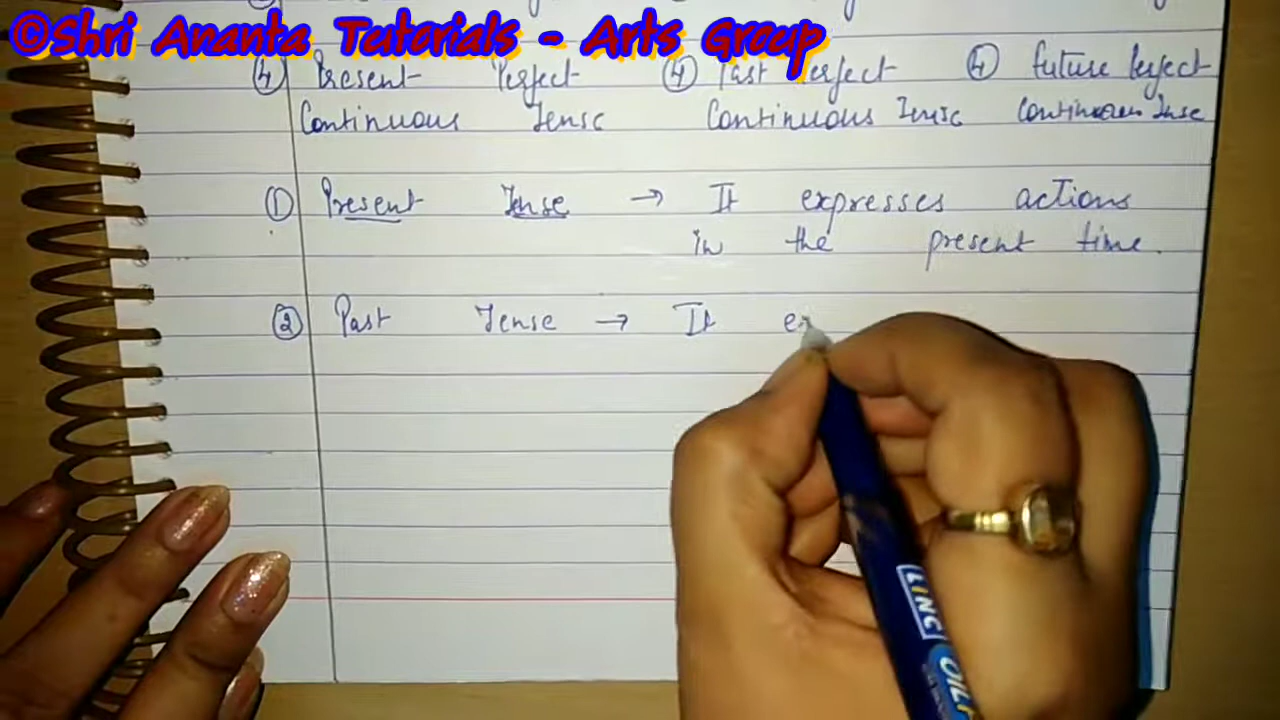 ©Shri Ananta Tutorials - Arts Group
④ Present Perfect ④ Past Perfect ④ Future Perfect
Continuous Tense Continuous Tense Continuous Tense
① Present Tense → It expresses actions
in the present time.
② Past Tense → It ex
LINC